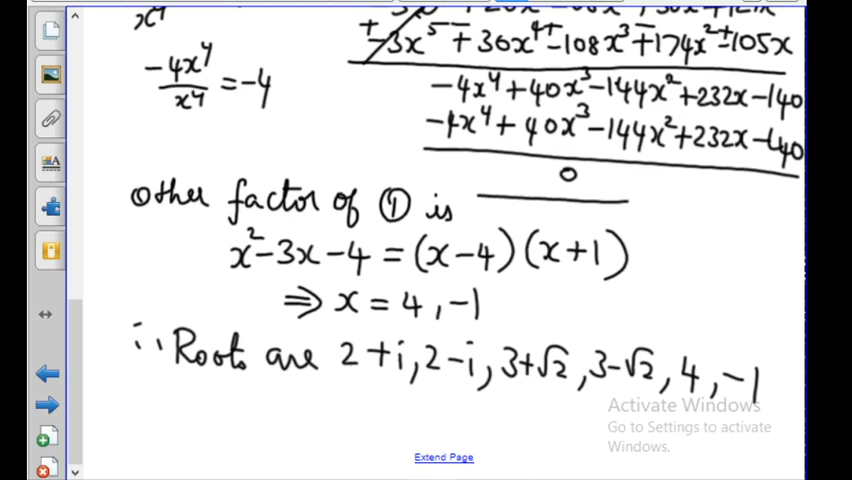 x⁴
-3x⁵ + 30x⁴ - 108x³ + 174x² - 105x
-4x⁴/x⁴ = -4
-4x⁴ + 40x³ - 144x² + 232x - 140
-4x⁴ + 40x³ - 144x² + 232x - 140
0
Other factor of ① is
x² - 3x - 4 = (x - 4) (x + 1)
⇒ x = 4, -1
∴ Roots are 2 + i, 2 - i, 3 + √2, 3 - √2, 4, -1
Activate Windows
Go to Settings to activate
Windows.
Extend Page